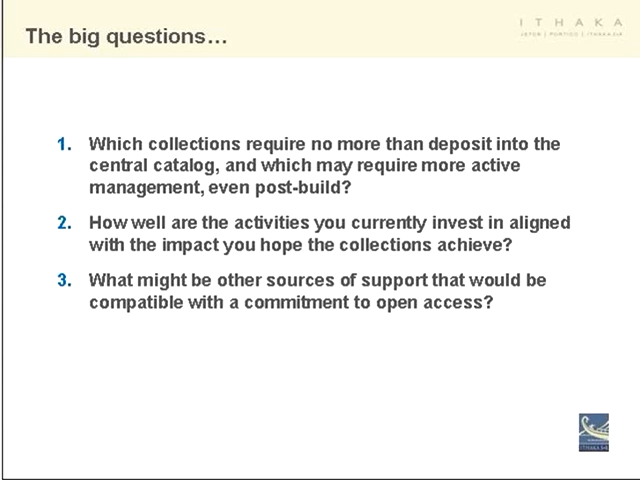 The big questions…
ITHAKA
JSTOR | PORTICO | ITHAKA S+R
1. Which collections require no more than deposit into the
central catalog, and which may require more active
management, even post-build?
2. How well are the activities you currently invest in aligned
with the impact you hope the collections achieve?
3. What might be other sources of support that would be
compatible with a commitment to open access?
ITHAKA S+R